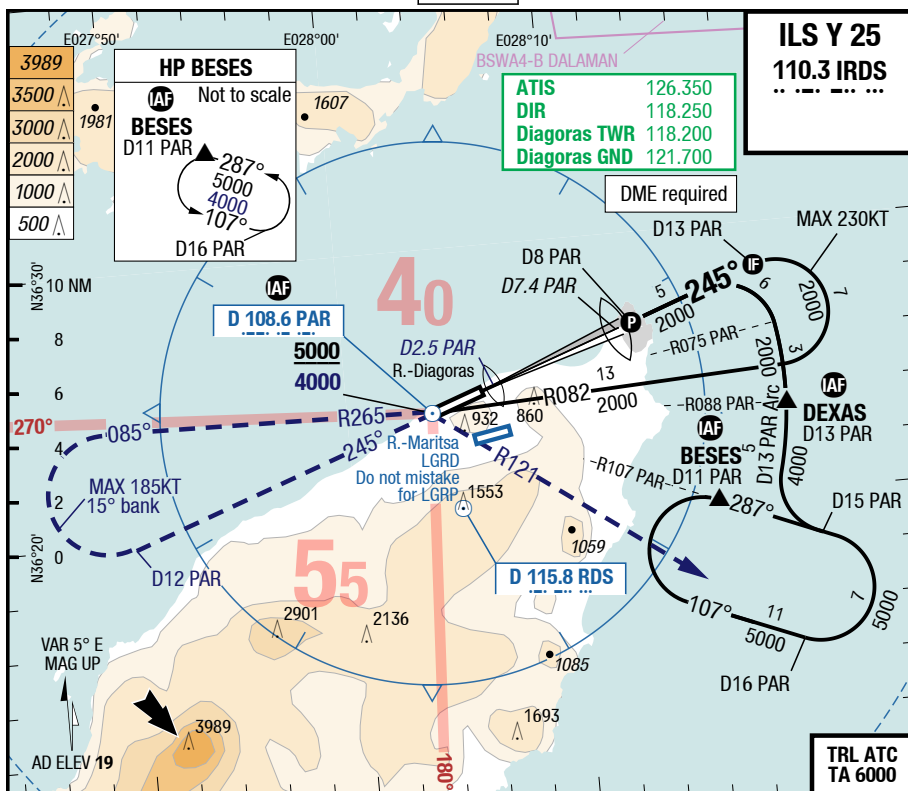 E027°50'
E028°00'
E028°10'
BSWA4-B DALAMAN
ILS Y 25
110.3 IRDS
3989
3500
3000
2000
1000
500
HP BESES
IAF
Not to scale
BESES
D11 PAR
287°
5000
4000
107°
D16 PAR
1981
1607
ATIS 126.350
DIR 118.250
Diagoras TWR 118.200
Diagoras GND 121.700
DME required
D13 PAR
MAX 230KT
D8 PAR
D7.4 PAR
IF
P
245°
5
2000
6
2000
7
N36°30'
10 NM
8
6
4
2
0
N36°20'
IAF
D 108.6 PAR
5000
4000
40
D2.5 PAR
R.-Diagoras
R075 PAR
2000
3
13
R082
2000
D13 PAR Arc
R088 PAR
IAF
DEXAS
D13 PAR
270°
085°
R265
245°
932
860
R.-Maritsa
LGRD
Do not mistake
for LGRP
R121
IAF
BESES
D11 PAR
5
4000
R107 PAR
287°
D15 PAR
MAX 185KT
15° bank
D12 PAR
1553
1059
55
D 115.8 RDS
107°
11
5000
7
5000
D16 PAR
2901
2136
1085
VAR 5° E
MAG UP
3989
1693
AD ELEV 19
180°
TRL ATC
TA 6000